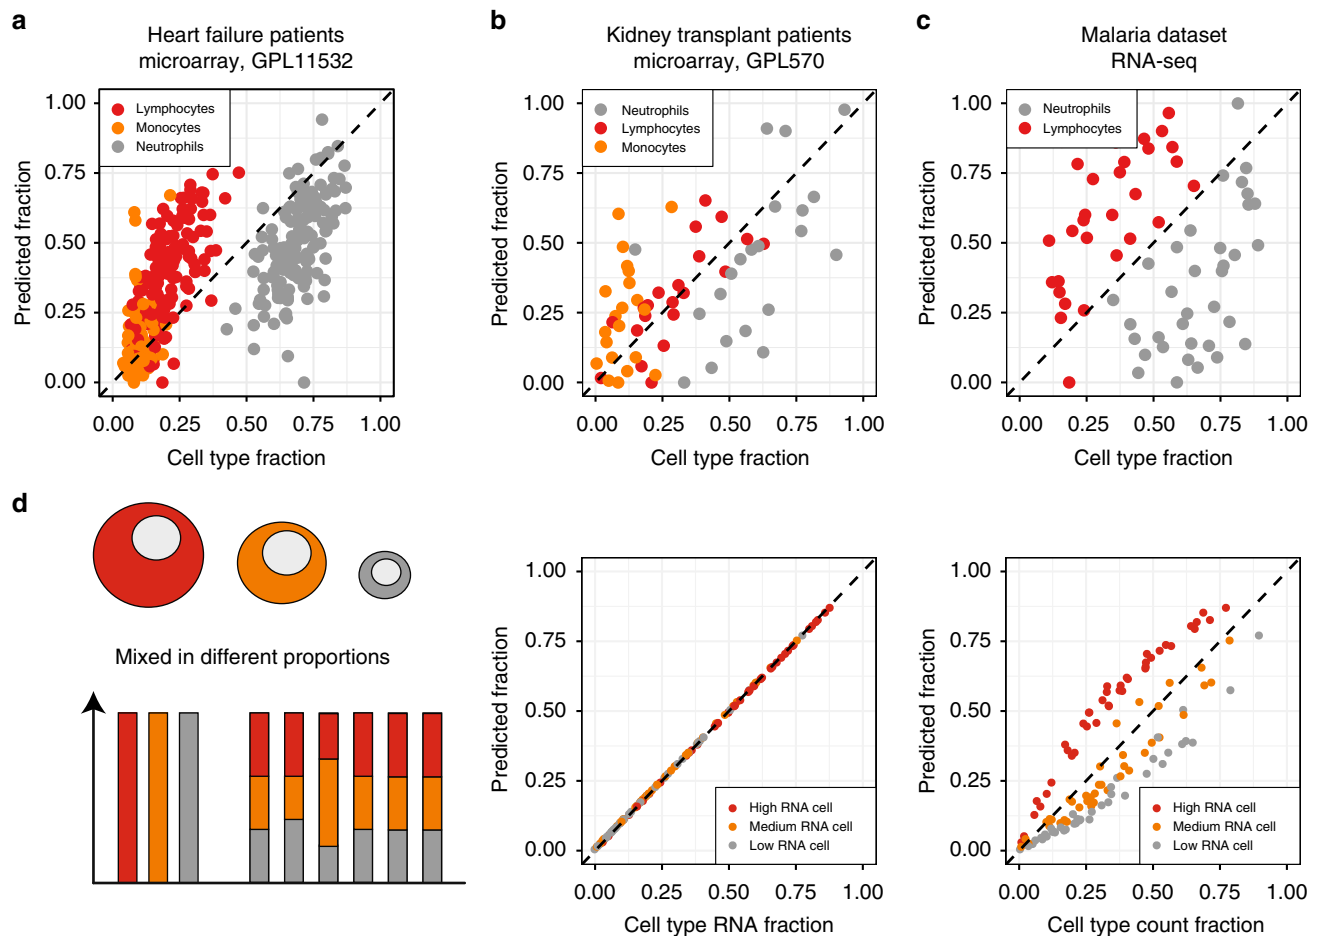 a
Heart failure patients
microarray, GPL11532
1.00
0.75
0.50
0.25
0.00
Predicted fraction
Lymphocytes
Monocytes
Neutrophils
0.00 0.25 0.50 0.75 1.00
Cell type fraction
b
Kidney transplant patients
microarray, GPL570
1.00
0.75
0.50
0.25
0.00
Predicted fraction
Neutrophils
Lymphocytes
Monocytes
0.00 0.25 0.50 0.75 1.00
Cell type fraction
c
Malaria dataset
RNA-seq
1.00
0.75
0.50
0.25
0.00
Predicted fraction
Neutrophils
Lymphocytes
0.00 0.25 0.50 0.75 1.00
Cell type fraction
d
Mixed in different proportions
1.00
0.75
0.50
0.25
0.00
Predicted fraction
High RNA cell
Medium RNA cell
Low RNA cell
0.00 0.25 0.50 0.75 1.00
Cell type RNA fraction
1.00
0.75
0.50
0.25
0.00
Predicted fraction
High RNA cell
Medium RNA cell
Low RNA cell
0.00 0.25 0.50 0.75 1.00
Cell type count fraction